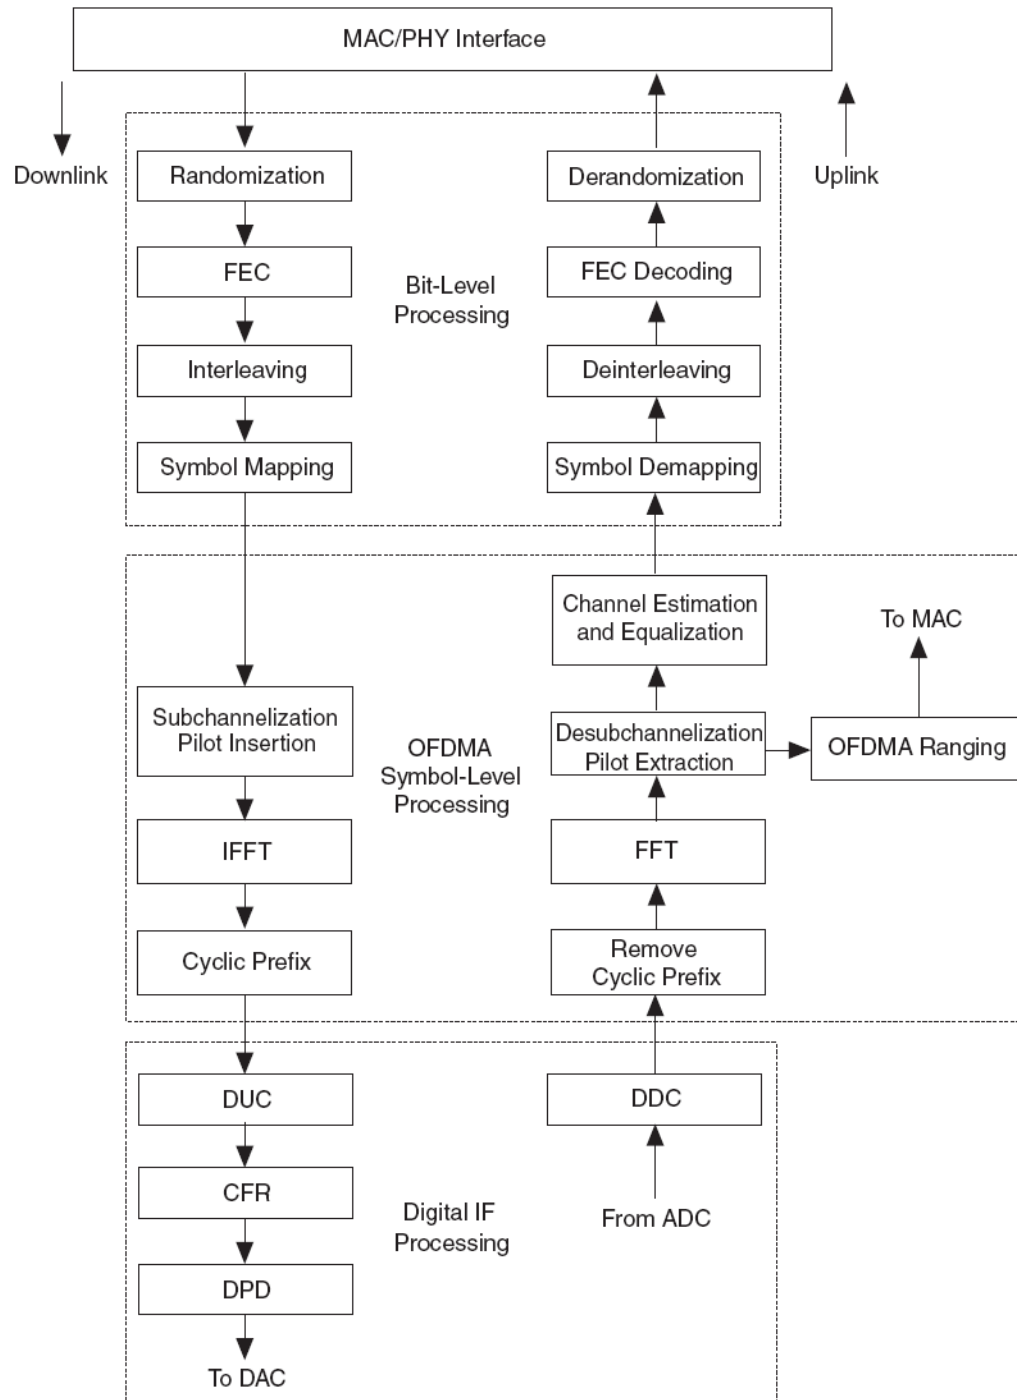 MAC/PHY Interface
Downlink
Uplink
Randomization
Derandomization
FEC
FEC Decoding
Bit-Level
Processing
Interleaving
Deinterleaving
Symbol Mapping
Symbol Demapping
Channel Estimation
and Equalization
To MAC
Subchannelization
Pilot Insertion
OFDMA
Symbol-Level
Processing
Desubchannelization
Pilot Extraction
OFDMA Ranging
IFFT
FFT
Cyclic Prefix
Remove
Cyclic Prefix
DUC
DDC
CFR
Digital IF
Processing
From ADC
DPD
To DAC